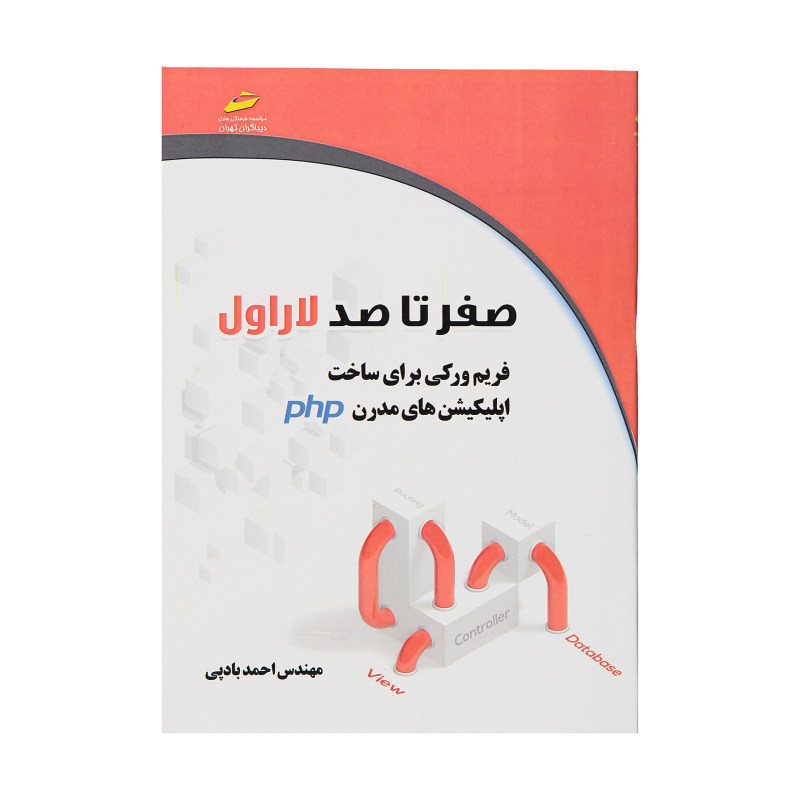 موسسه فرهنگی هنری
دیباگران تهران
صفر تا صد لاراول
فریم ورکی برای ساخت
اپلیکیشن های مدرن php
Routing
Model
Controller
Database
View
مهندس احمد بادپی